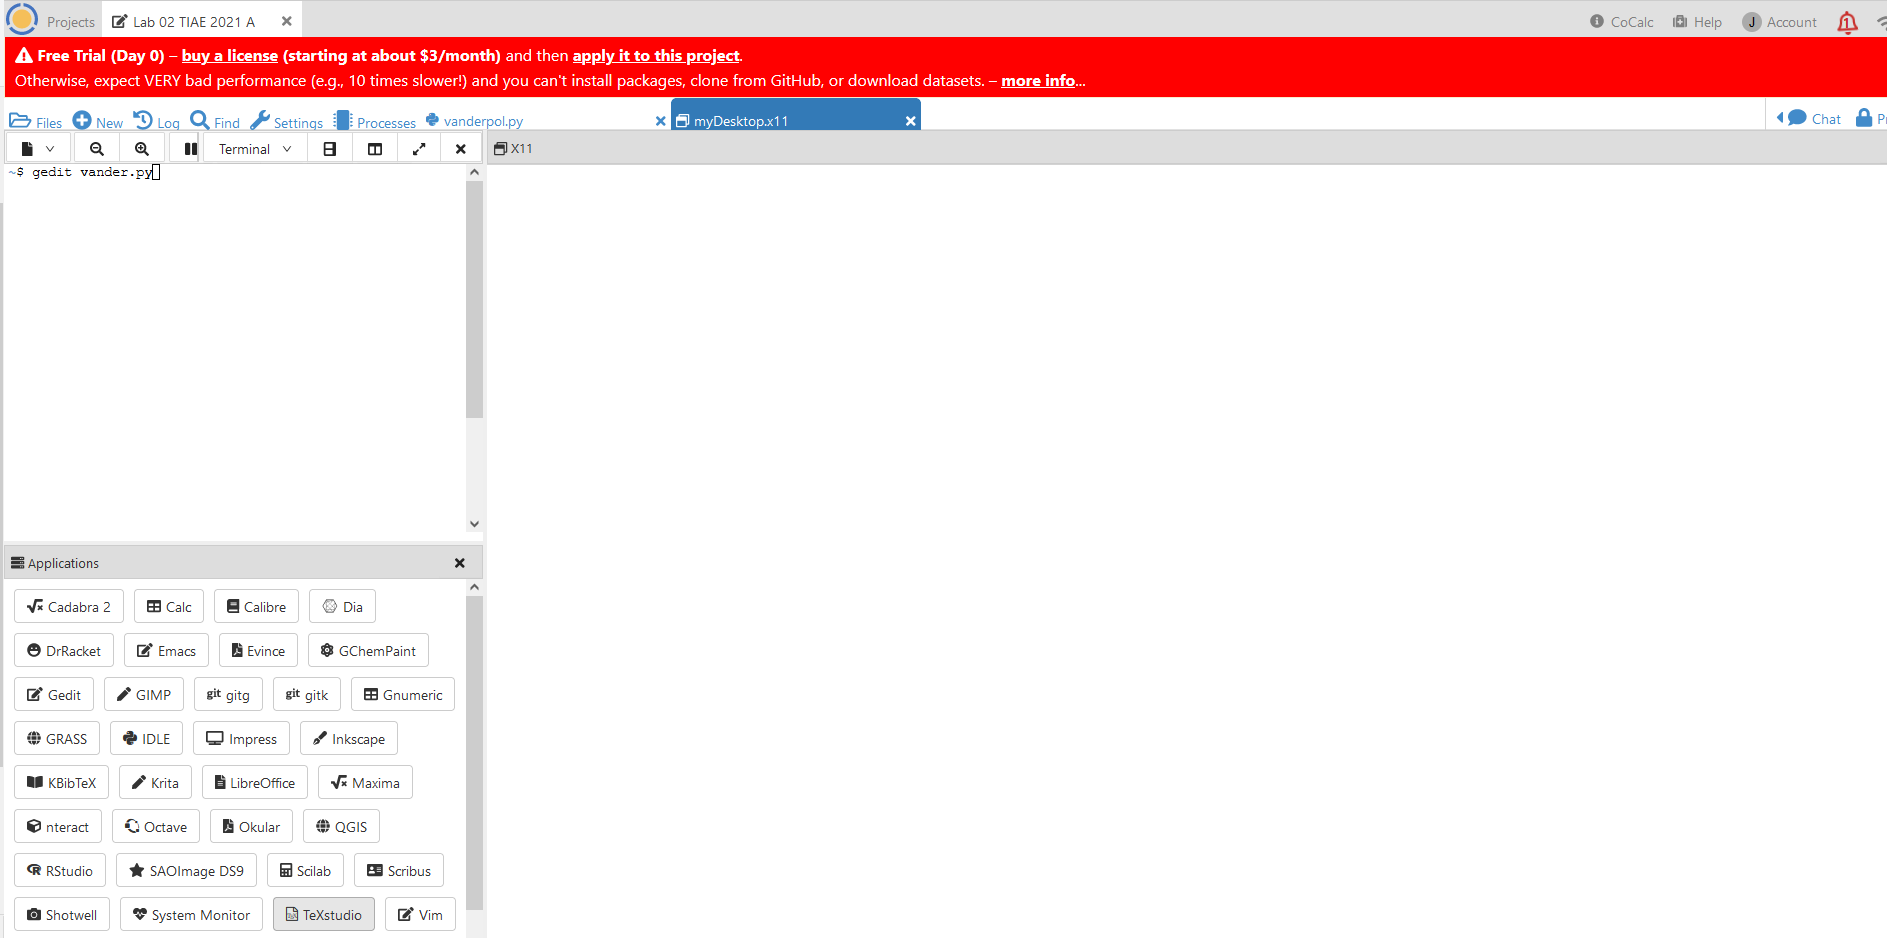 Projects Lab 02 TIAE 2021 A CoCalc Help J Account 1
Free Trial (Day 0) – buy a license (starting at about $3/month) and then apply it to this project.
Otherwise, expect VERY bad performance (e.g., 10 times slower!) and you can't install packages, clone from GitHub, or download datasets. – more info...
Files New Log Find Settings Processes vanderpol.py myDesktop.x11 Chat
Terminal X11
~$ gedit vander.py
Applications
Cadabra 2 Calc Calibre Dia
DrRacket Emacs Evince GChemPaint
Gedit GIMP git gitg git gitk Gnumeric
GRASS IDLE Impress Inkscape
KBibTeX Krita LibreOffice Maxima
nteract Octave Okular QGIS
RStudio SAOImage DS9 Scilab Scribus
Shotwell System Monitor TeXstudio Vim